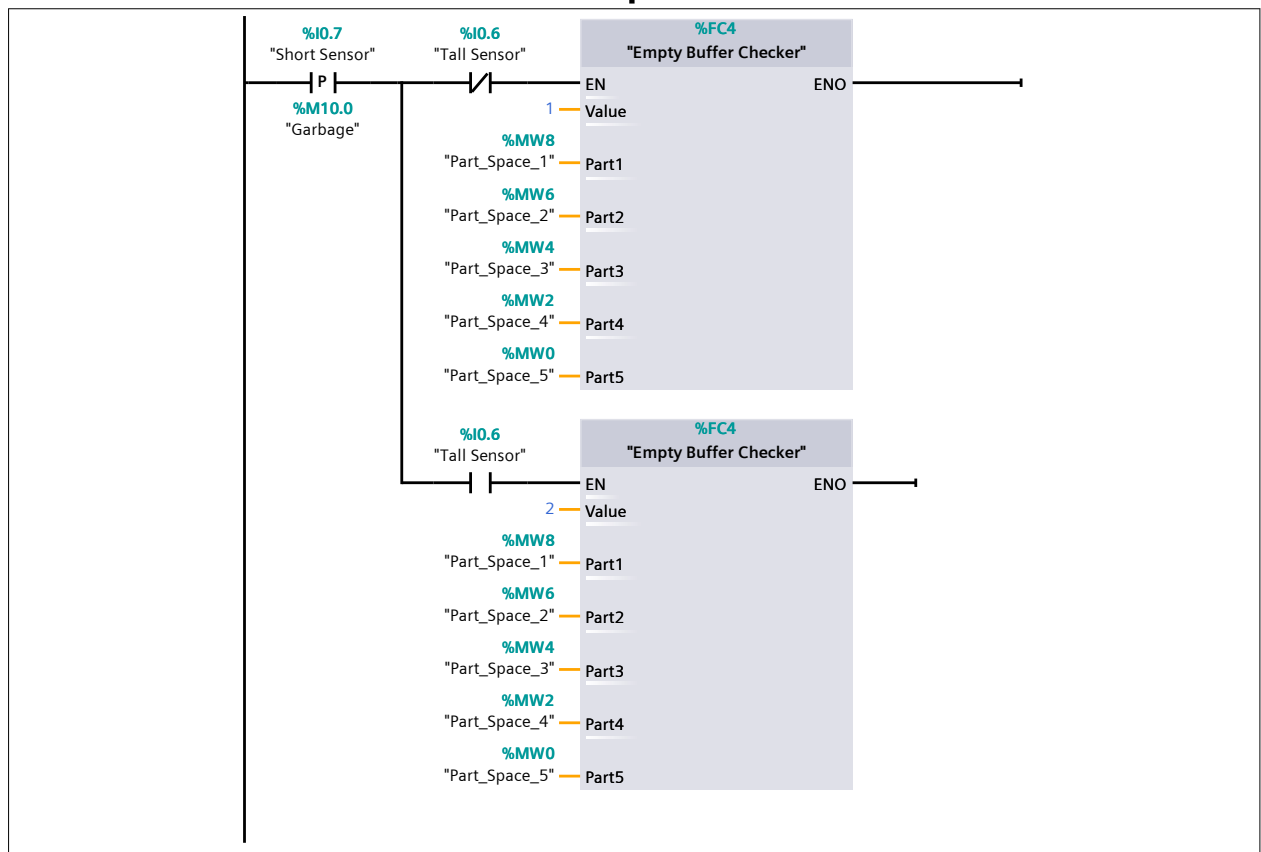 %I0.7
"Short Sensor"
P
%M10.0
"Garbage"
%I0.6
"Tall Sensor"
%FC4
"Empty Buffer Checker"
EN
ENO
1
Value
%MW8
"Part_Space_1"
Part1
%MW6
"Part_Space_2"
Part2
%MW4
"Part_Space_3"
Part3
%MW2
"Part_Space_4"
Part4
%MW0
"Part_Space_5"
Part5
%I0.6
"Tall Sensor"
%FC4
"Empty Buffer Checker"
EN
ENO
2
Value
%MW8
"Part_Space_1"
Part1
%MW6
"Part_Space_2"
Part2
%MW4
"Part_Space_3"
Part3
%MW2
"Part_Space_4"
Part4
%MW0
"Part_Space_5"
Part5